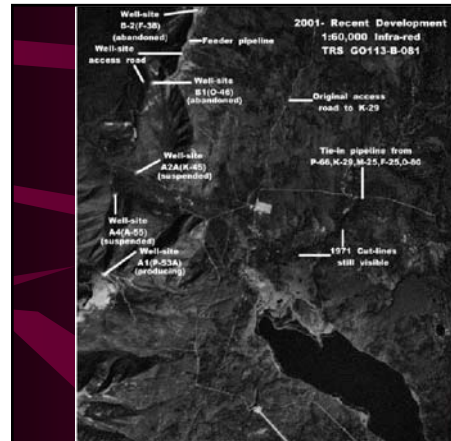 2001- Recent Development
1:60,000 Infra-red
TRS GO113-B-081
Well-site
B-2(F-38)
(abandoned)
Feeder pipeline
Well-site
access road
Well-site
B1(O-46)
(abandoned)
Original access
road to K-29
Tie-in pipeline from
P-66,K-29,M-25,F-25,O-80
Well-site
A2A(K-45)
(suspended)
Well-site
A4(A-55)
(suspended)
Well-site
A1(P-53A)
(producing)
1971 Cut-lines
still visible